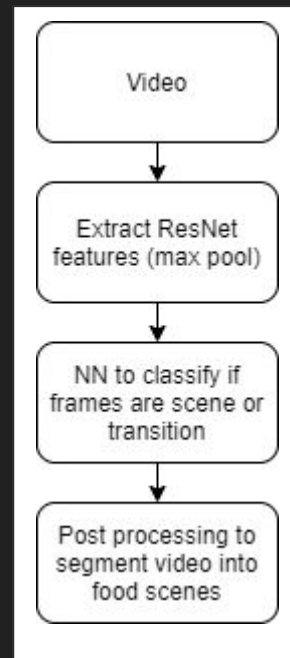 Video
Extract ResNet
features (max pool)
NN to classify if
frames are scene or
transition
Post processing to
segment video into
food scenes